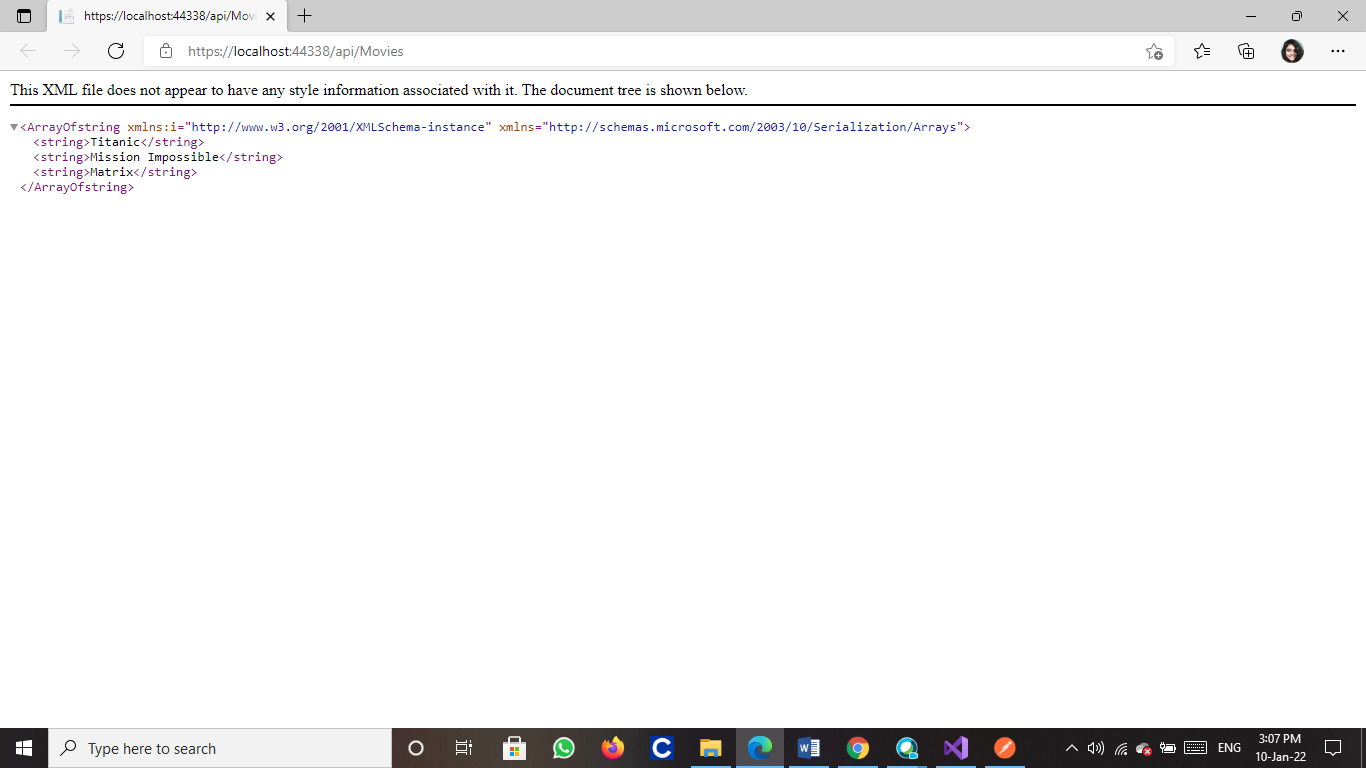 https://localhost:44338/api/Mov
https://localhost:44338/api/Movies
This XML file does not appear to have any style information associated with it. The document tree is shown below.
<ArrayOfstring xmlns:i="http://www.w3.org/2001/XMLSchema-instance" xmlns="http://schemas.microsoft.com/2003/10/Serialization/Arrays">
<string>Titanic</string>
<string>Mission Impossible</string>
<string>Matrix</string>
</ArrayOfstring>
Type here to search
ENG
3:07 PM
10-Jan-22